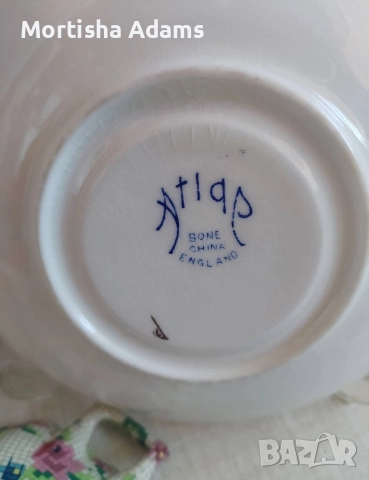 Mortisha Adams
Atlas
BONE
CHINA
ENGLAND
BAZAR